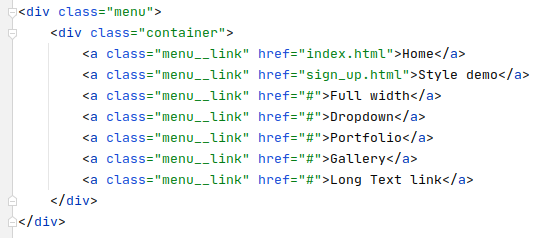 <div class="menu">
    <div class="container">
        <a class="menu__link" href="index.html">Home</a>
        <a class="menu__link" href="sign_up.html">Style demo</a>
        <a class="menu__link" href="#">Full width</a>
        <a class="menu__link" href="#">Dropdown</a>
        <a class="menu__link" href="#">Portfolio</a>
        <a class="menu__link" href="#">Gallery</a>
        <a class="menu__link" href="#">Long Text link</a>
    </div>
</div>